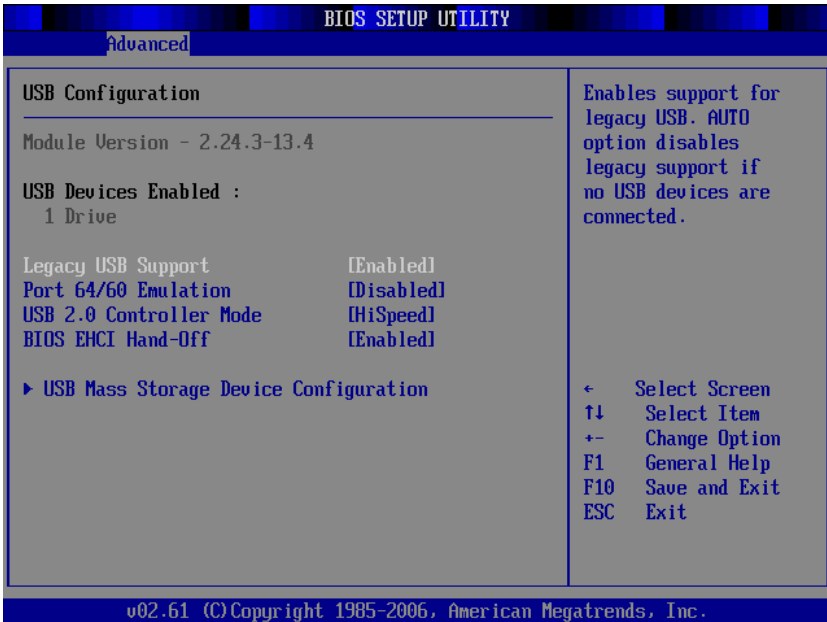 BIOS SETUP UTILITY
Advanced
USB Configuration
Module Version - 2.24.3-13.4
USB Devices Enabled :
1 Drive
Legacy USB Support [Enabled]
Port 64/60 Emulation [Disabled]
USB 2.0 Controller Mode [HiSpeed]
BIOS EHCI Hand-Off [Enabled]
▶ USB Mass Storage Device Configuration
Enables support for
legacy USB. AUTO
option disables
legacy support if
no USB devices are
connected.
← Select Screen
↑↓ Select Item
+- Change Option
F1 General Help
F10 Save and Exit
ESC Exit
v02.61 (C)Copyright 1985-2006, American Megatrends, Inc.